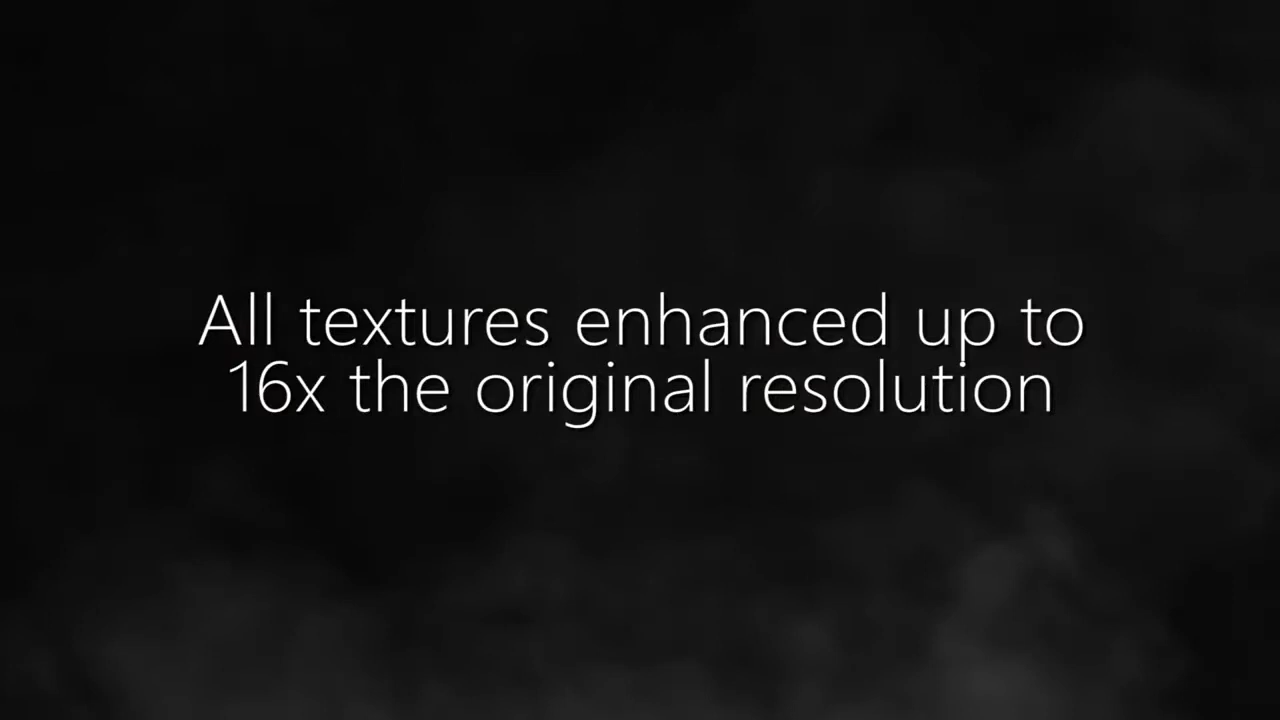 All textures enhanced up to
16x the original resolution